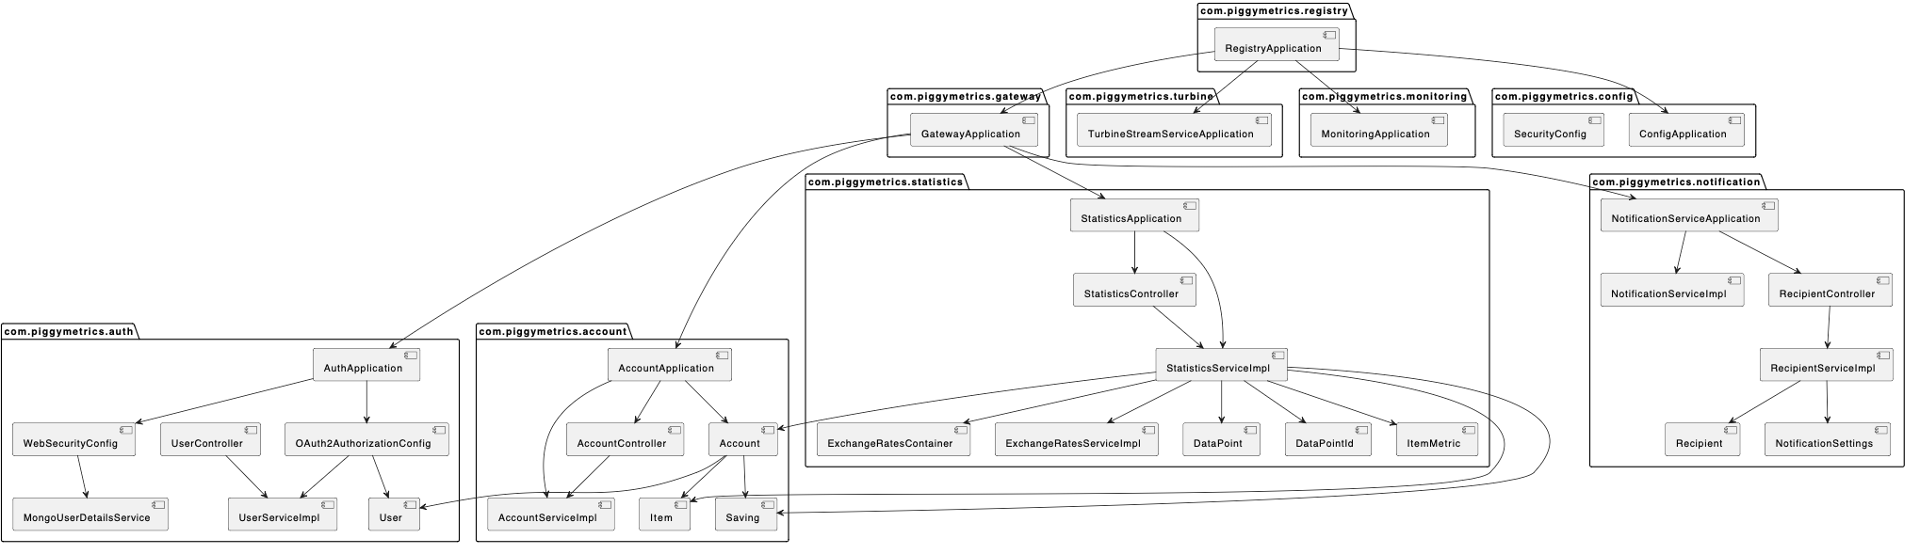 com.piggymetrics.registry
RegistryApplication
com.piggymetrics.gateway
GatewayApplication
com.piggymetrics.turbine
TurbineStreamServiceApplication
com.piggymetrics.monitoring
MonitoringApplication
com.piggymetrics.config
SecurityConfig
ConfigApplication
com.piggymetrics.statistics
StatisticsApplication
StatisticsController
StatisticsServiceImpl
ExchangeRatesContainer
ExchangeRatesServiceImpl
DataPoint
DataPointId
ItemMetric
com.piggymetrics.notification
NotificationServiceApplication
NotificationServiceImpl
RecipientController
RecipientServiceImpl
Recipient
NotificationSettings
com.piggymetrics.auth
AuthApplication
WebSecurityConfig
UserController
OAuth2AuthorizationConfig
MongoUserDetailsService
UserServiceImpl
User
com.piggymetrics.account
AccountApplication
AccountController
Account
AccountServiceImpl
Item
Saving